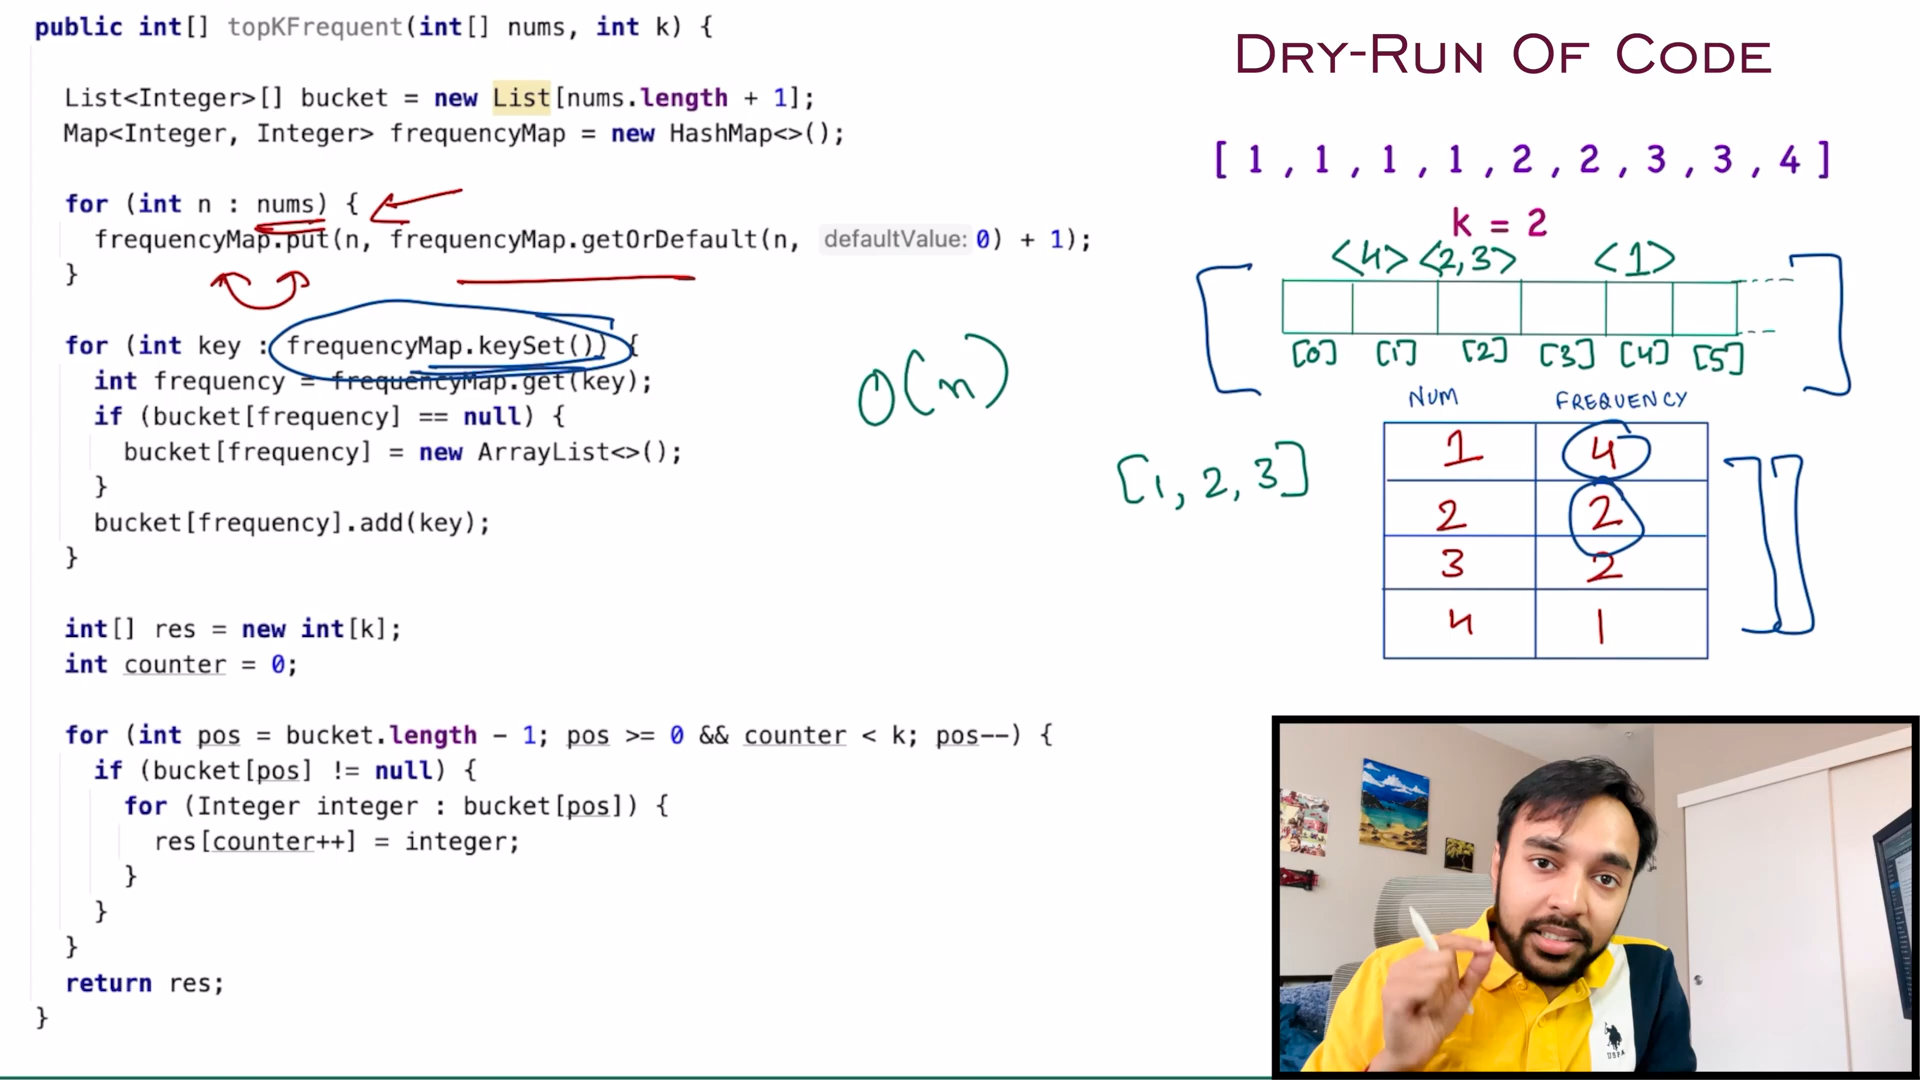 public int[] topKFrequent(int[] nums, int k) {
List<Integer>[] bucket = new List[nums.length + 1];
Map<Integer, Integer> frequencyMap = new HashMap<>();
for (int n : nums) {
frequencyMap.put(n, frequencyMap.getOrDefault(n, defaultValue: 0) + 1);
}
for (int key : frequencyMap.keySet()) {
int frequency = frequencyMap.get(key);
if (bucket[frequency] == null) {
bucket[frequency] = new ArrayList<>();
}
bucket[frequency].add(key);
}
int[] res = new int[k];
int counter = 0;
for (int pos = bucket.length - 1; pos >= 0 && counter < k; pos--) {
if (bucket[pos] != null) {
for (Integer integer : bucket[pos]) {
res[counter++] = integer;
}
}
}
return res;
}
O(n)
[1, 2, 3]
DRY-RUN OF CODE
[ 1 , 1 , 1 , 1 , 2 , 2 , 3 , 3 , 4 ]
k = 2
<4> <2,3> <1>
[0] [1] [2] [3] [4] [5]
NUM FREQUENCY
1 4
2 2
3 2
4 1
USPA